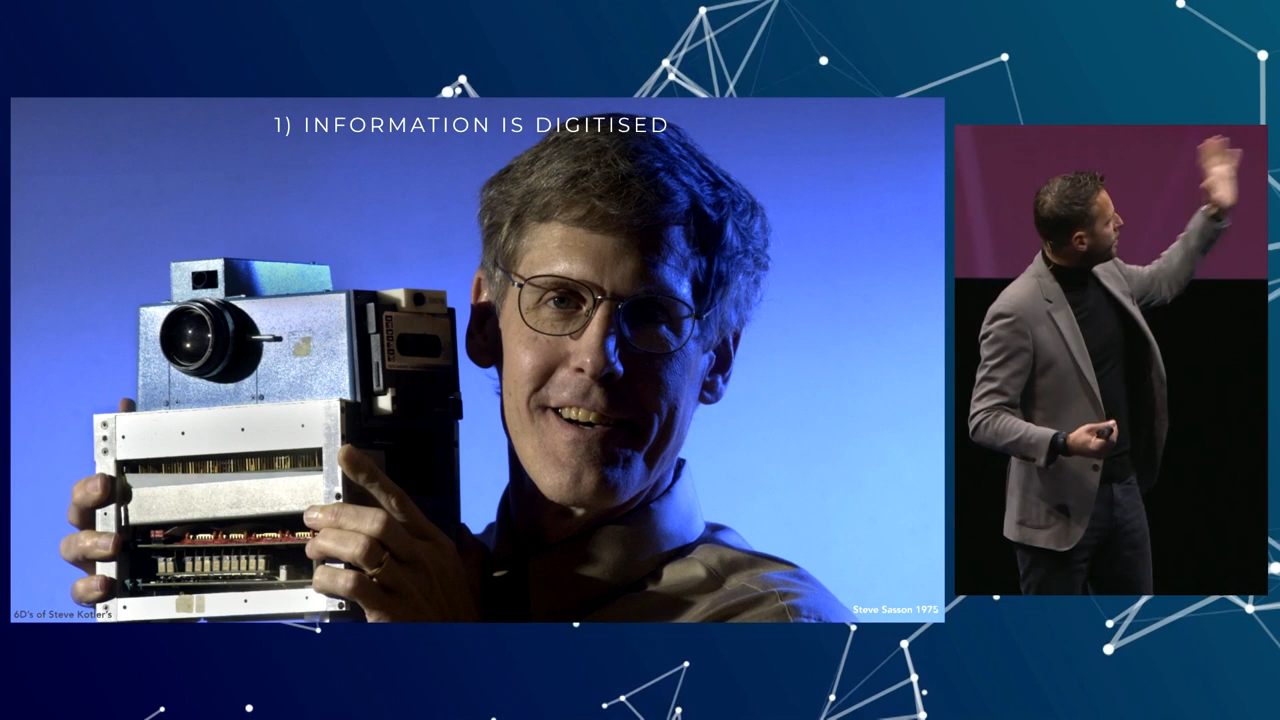 1) INFORMATION IS DIGITISED
6D's of Steve Kotler's
Steve Sasson 1975